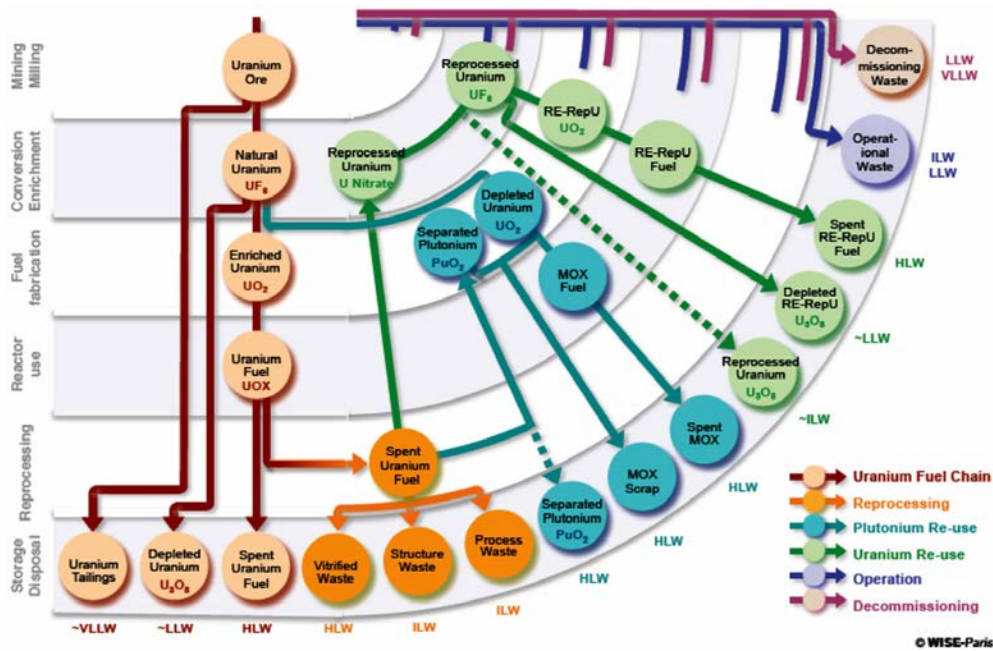 Mining
Milling
Conversion
Enrichment
Fuel
fabrication
Reactor
use
Reprocessing
Storage
Disposal
Uranium
Ore
Natural
Uranium
UF₆
Enriched
Uranium
UO₂
Uranium
Fuel
UOX
Reprocessed
Uranium
UF₆
Reprocessed
Uranium
U Nitrate
RE-RepU
UO₂
RE-RepU
Fuel
Depleted
Uranium
UO₂
Separated
Plutonium
PuO₂
MOX
Fuel
Decom-
missioning
Waste
LLW
VLLW
Operat-
ional
Waste
ILW
LLW
Spent
RE-RepU
Fuel
HLW
Depleted
RE-RepU
U₃O₈
~LLW
Reprocessed
Uranium
U₃O₈
~ILW
Spent
MOX
HLW
MOX
Scrap
HLW
Separated
Plutonium
PuO₂
HLW
Spent
Uranium
Fuel
Uranium
Tailings
~VLLW
Depleted
Uranium
U₃O₈
~LLW
Spent
Uranium
Fuel
HLW
Vitrified
Waste
HLW
Structure
Waste
ILW
Process
Waste
ILW
Uranium Fuel Chain
Reprocessing
Plutonium Re-use
Uranium Re-use
Operation
Decommissioning
© WISE-Paris